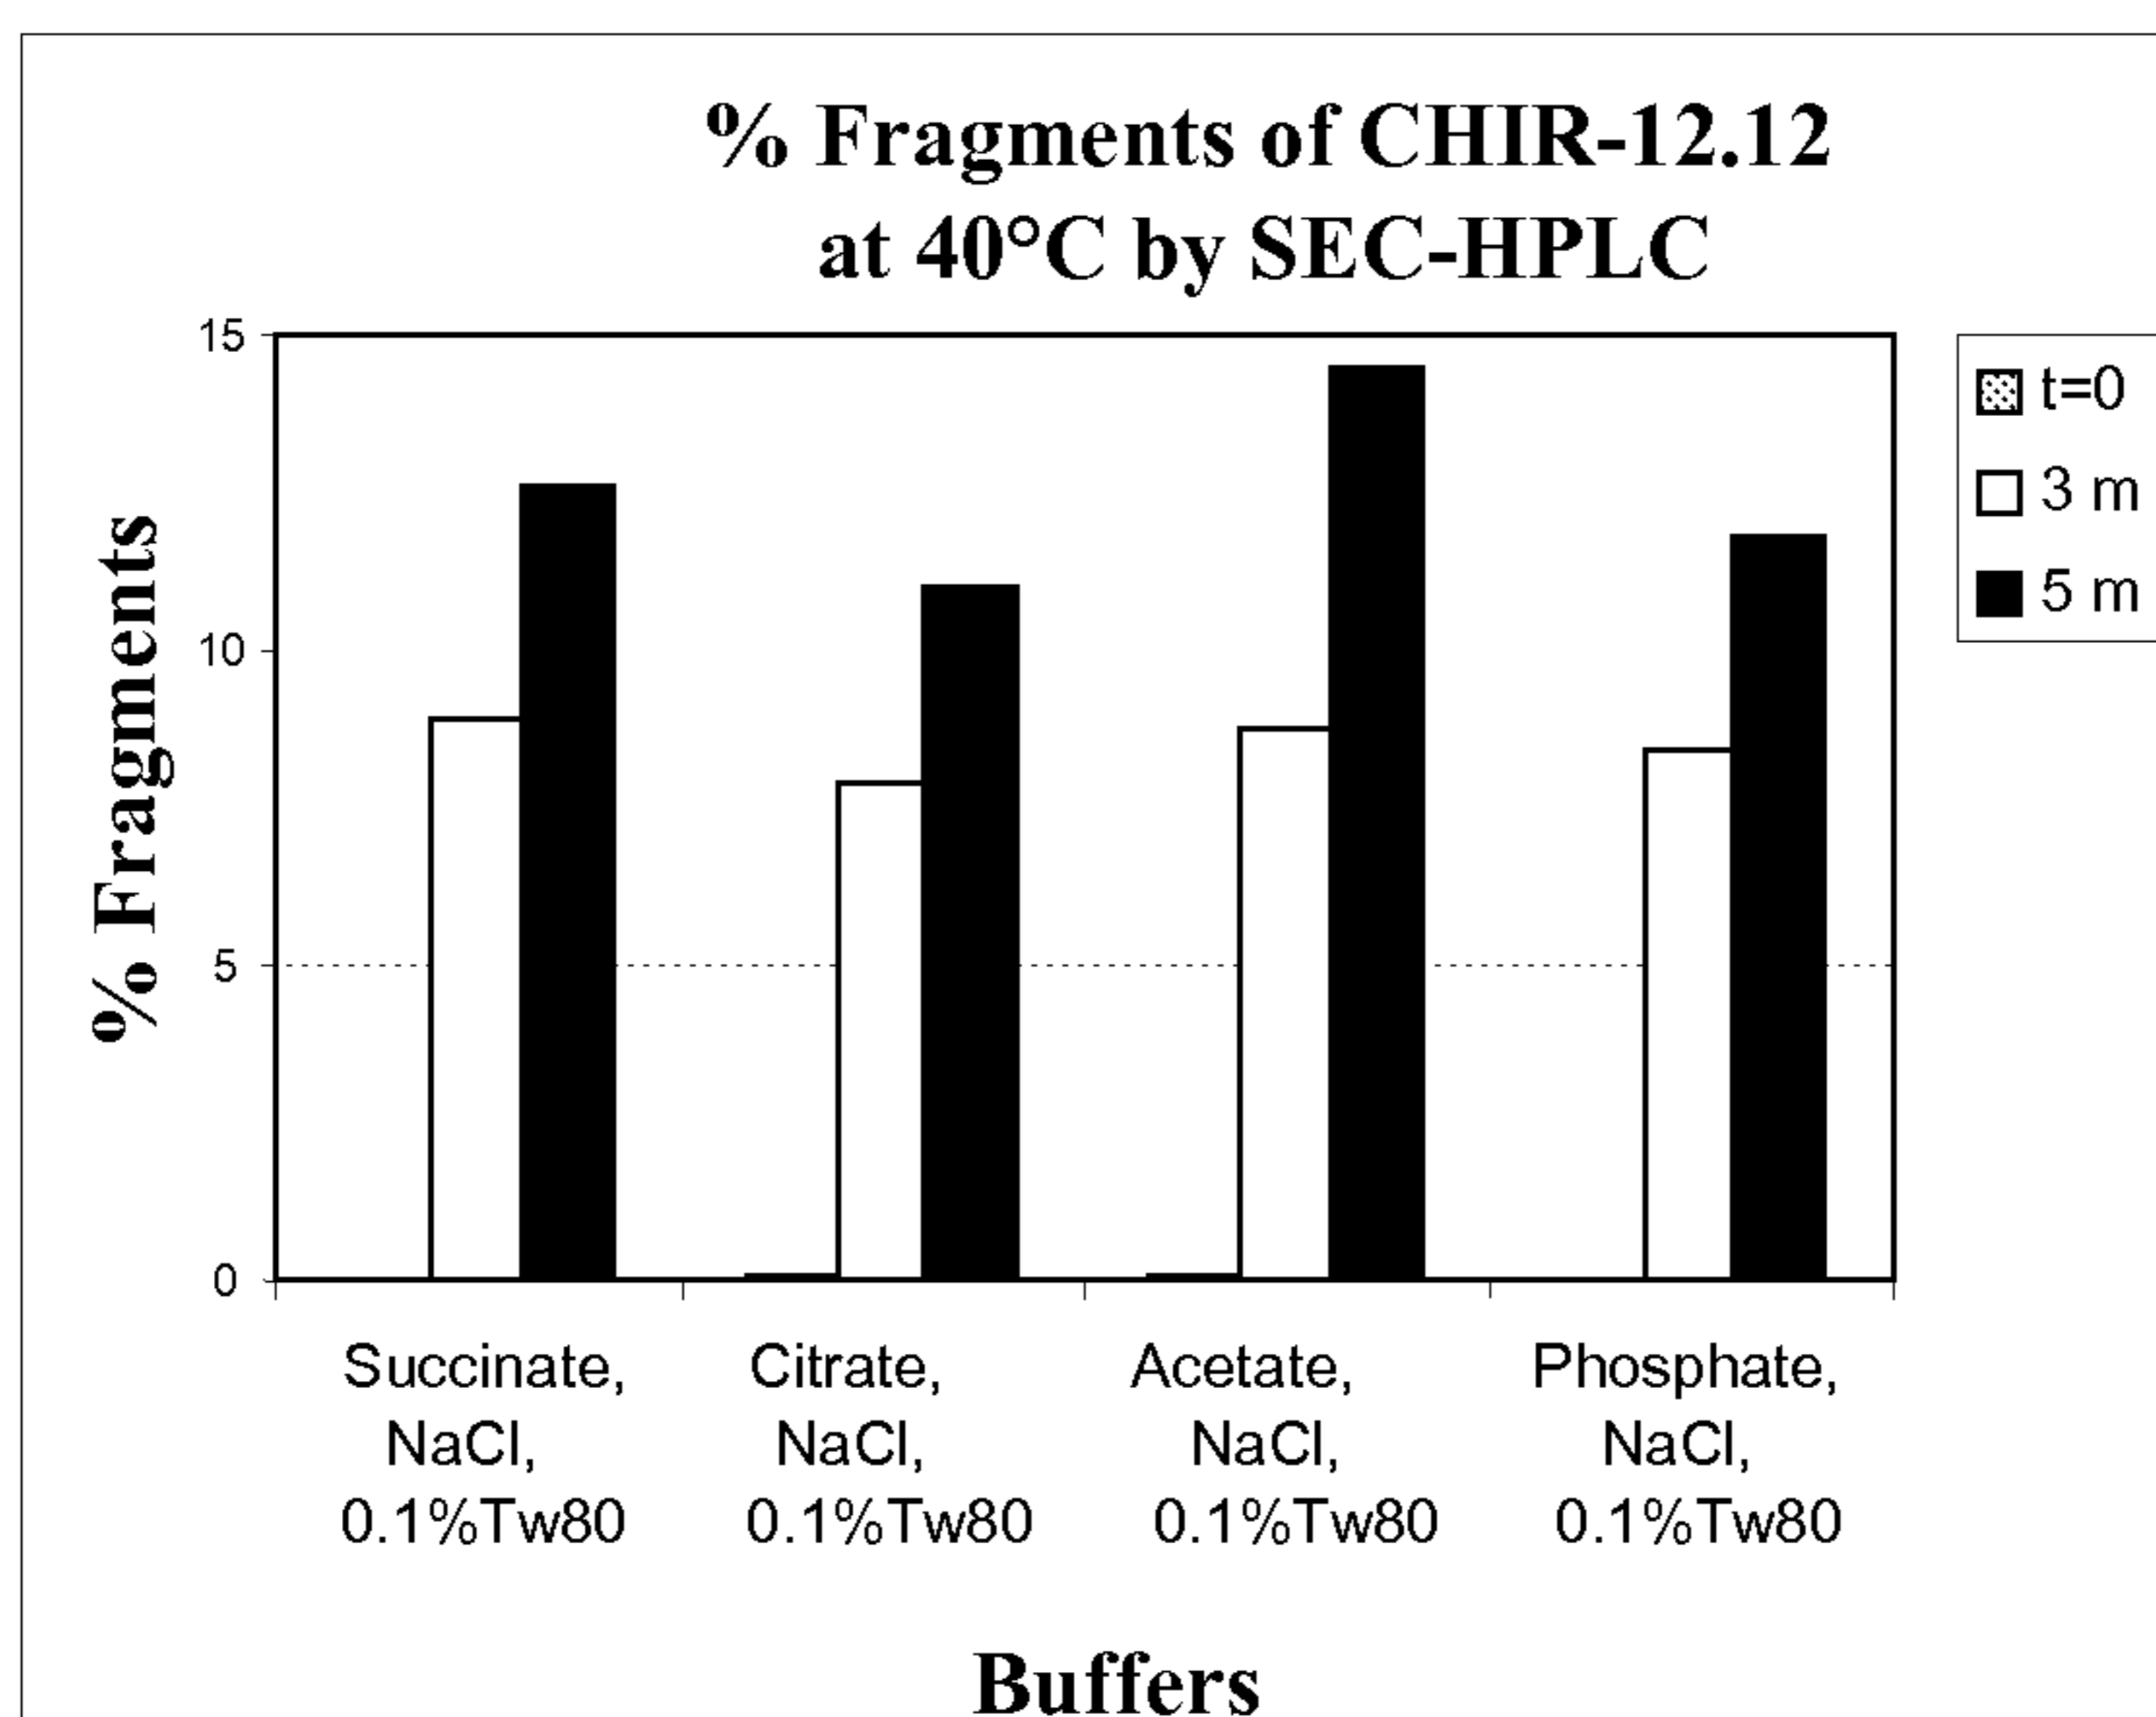 % Fragments of CHIR-12.12
at 40°C by SEC-HPLC
15
10
5
0
% Fragments
t=0
3 m
5 m
Succinate,
NaCl,
0.1%Tw80
Citrate,
NaCl,
0.1%Tw80
Acetate,
NaCl,
0.1%Tw80
Phosphate,
NaCl,
0.1%Tw80
Buffers